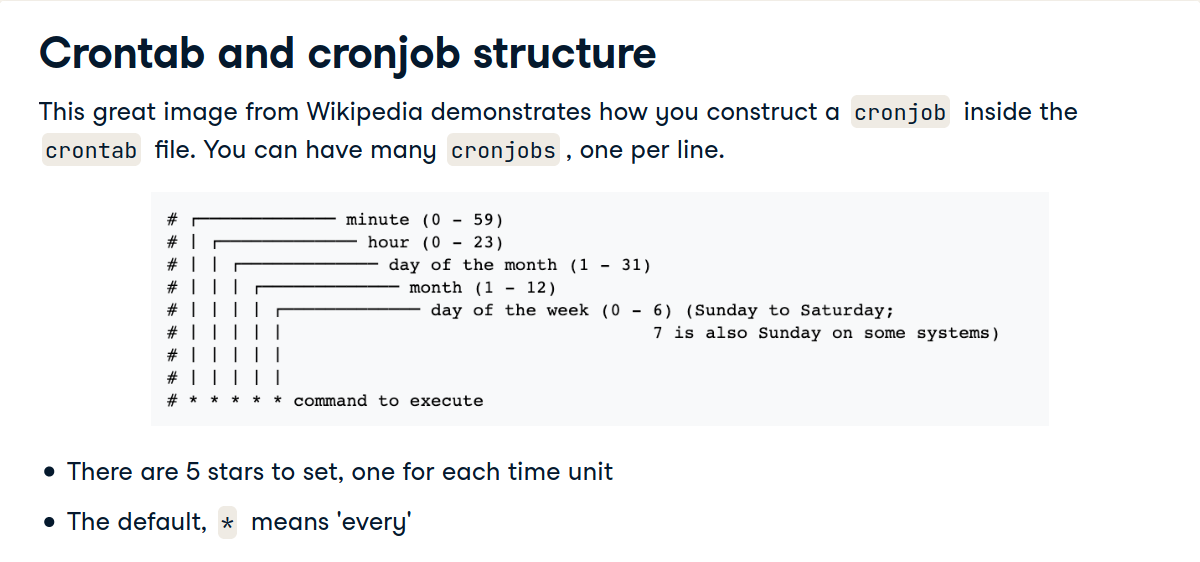 Crontab and cronjob structure
This great image from Wikipedia demonstrates how you construct a cronjob inside the
crontab file. You can have many cronjobs , one per line.
# ┌───────────── minute (0 - 59)
# │ ┌───────────── hour (0 - 23)
# │ │ ┌───────────── day of the month (1 - 31)
# │ │ │ ┌───────────── month (1 - 12)
# │ │ │ │ ┌───────────── day of the week (0 - 6) (Sunday to Saturday;
# │ │ │ │ │                                   7 is also Sunday on some systems)
# │ │ │ │ │
# │ │ │ │ │
# * * * * * command to execute
• There are 5 stars to set, one for each time unit
• The default, * means 'every'